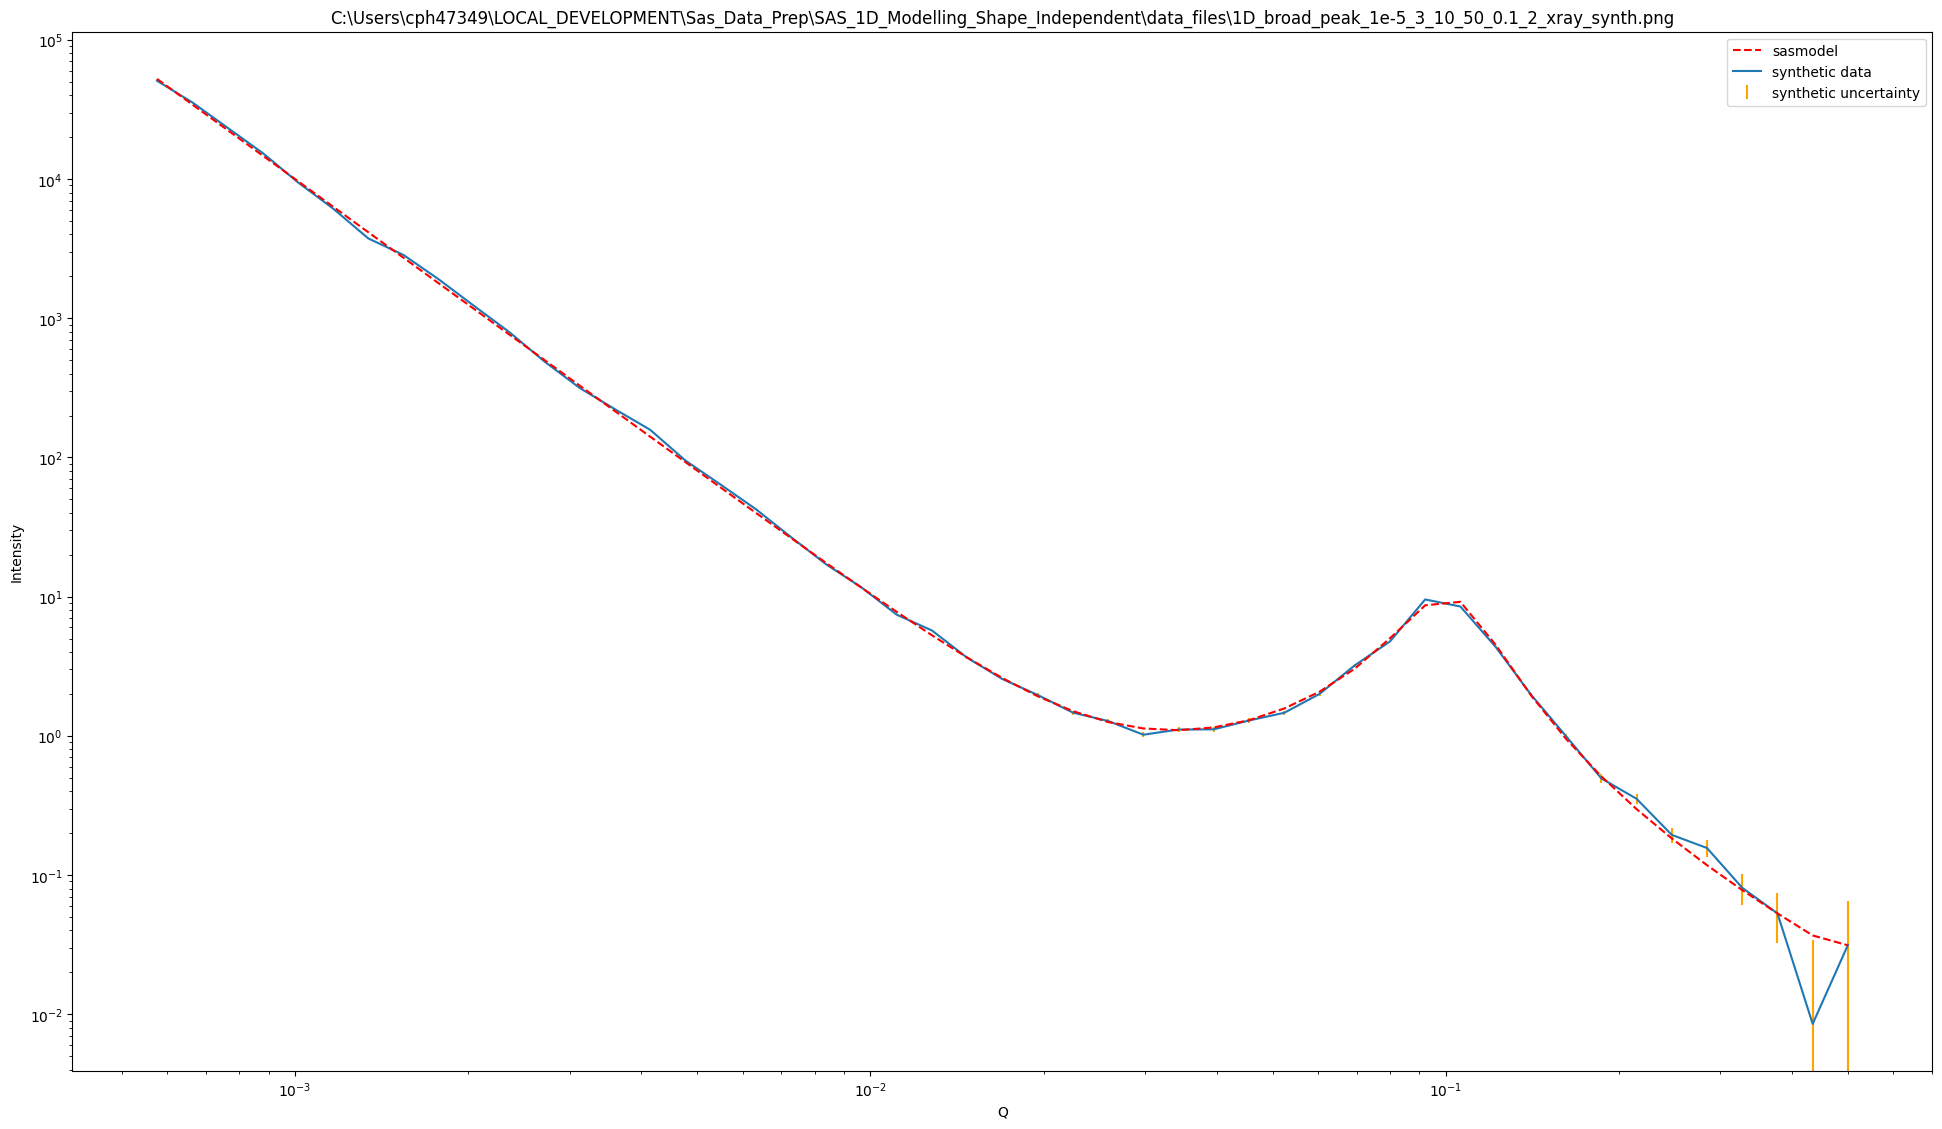 C:\Users\cph47349\LOCAL_DEVELOPMENT\Sas_Data_Prep\SAS_1D_Modelling_Shape_Independent\data_files\1D_broad_peak_1e-5_3_10_50_0.1_2_xray_synth.png
sasmodel
synthetic data
synthetic uncertainty
Intensity
10^5
10^4
10^3
10^2
10^1
10^0
10^-1
10^-2
10^-3 10^-2 10^-1
Q